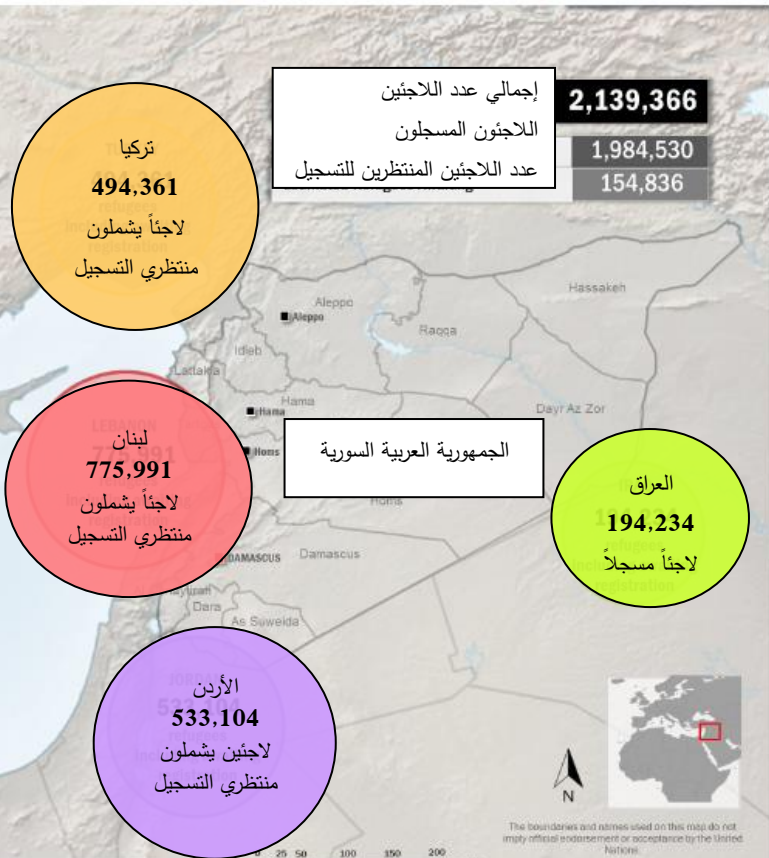 إجمالي عدد اللاجئين
2,139,366
اللاجئون المسجلون
1,984,530
عدد اللاجئين المنتظرين للتسجيل
154,836
تركيا
494,361
لاجئاً يشملون
منتظري التسجيل
Aleppo
Aleppo
Hassakeh
Raqqa
Idleb
Lattakia
Hama
Hama
Dayr Az Zor
لبنان
775,991
لاجئاً يشملون
منتظري التسجيل
Homs
الجمهورية العربية السورية
Homs
العراق
194,234
لاجئاً مسجلاً
DAMASCUS
Damascus
Dara
As Suweida
الأردن
533,104
لاجئين يشملون
منتظري التسجيل
N
25 50 100 150 200
The boundaries and names used on this map do not
imply official endorsement or acceptance by the United
Nations.